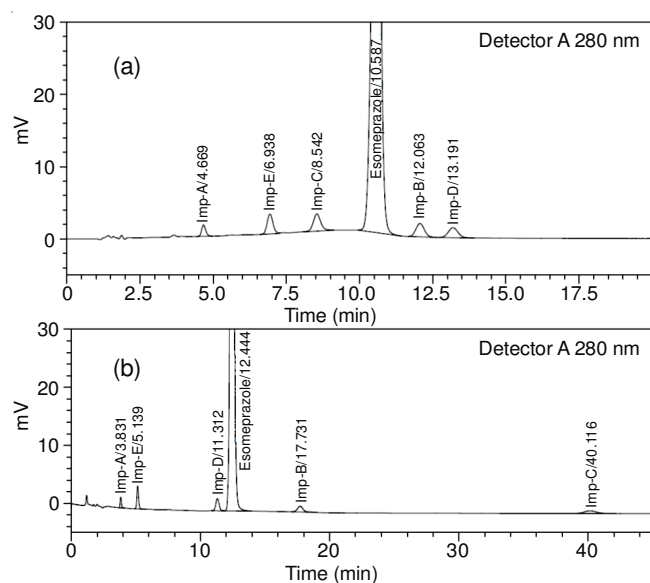 30
20
10
0
mV
(a)
Detector A 280 nm
Imp-A/4.669
Imp-E/6.938
Imp-C/8.542
Esomeprazole/10.587
Imp-B/12.063
Imp-D/13.191
0 2.5 5.0 7.5 10.0 12.5 15.0 17.5
Time (min)
30
20
10
0
mV
(b)
Detector A 280 nm
Imp-A/3.831
Imp-E/5.139
Imp-D/11.312
Esomeprazole/12.444
Imp-B/17.731
Imp-C/40.116
0 10 20 30 40
Time (min)